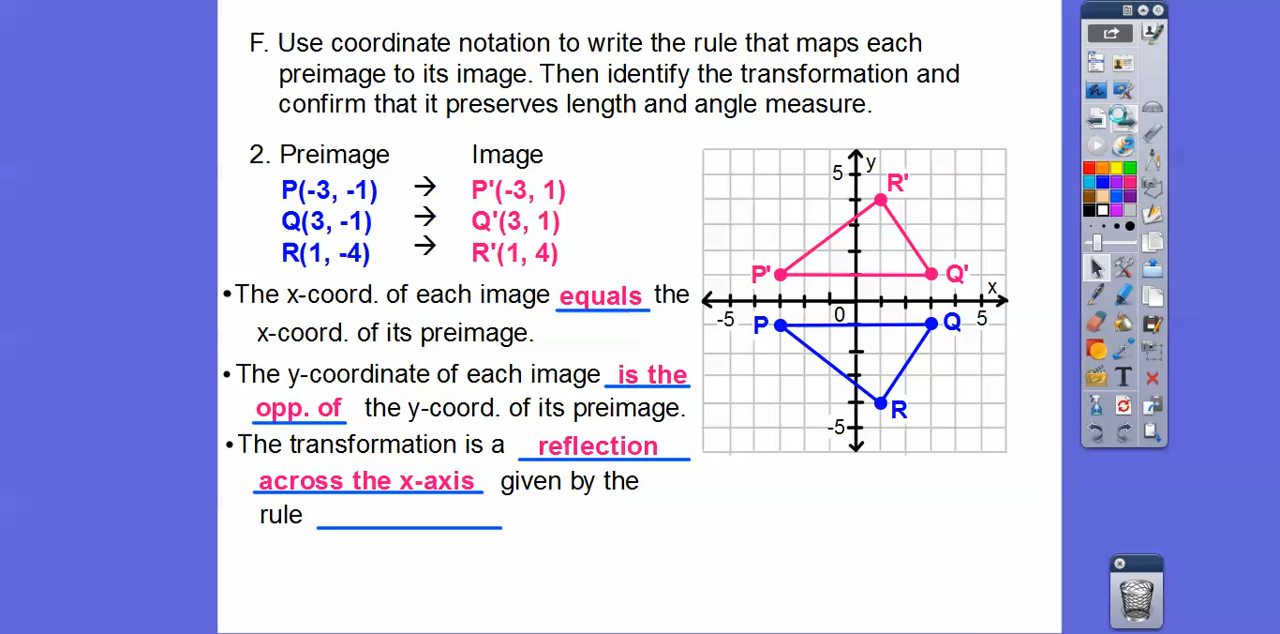 F. Use coordinate notation to write the rule that maps each
preimage to its image. Then identify the transformation and
confirm that it preserves length and angle measure.
2. Preimage Image
P(-3, -1) → P'(-3, 1)
Q(3, -1) → Q'(3, 1)
R(1, -4) → R'(1, 4)
•The x-coord. of each image equals the
x-coord. of its preimage.
• The y-coordinate of each image is the
opp. of the y-coord. of its preimage.
• The transformation is a reflection
across the x-axis given by the
rule
5 y
R'
P' Q'
x
-5 0 5
P Q
R
-5
T